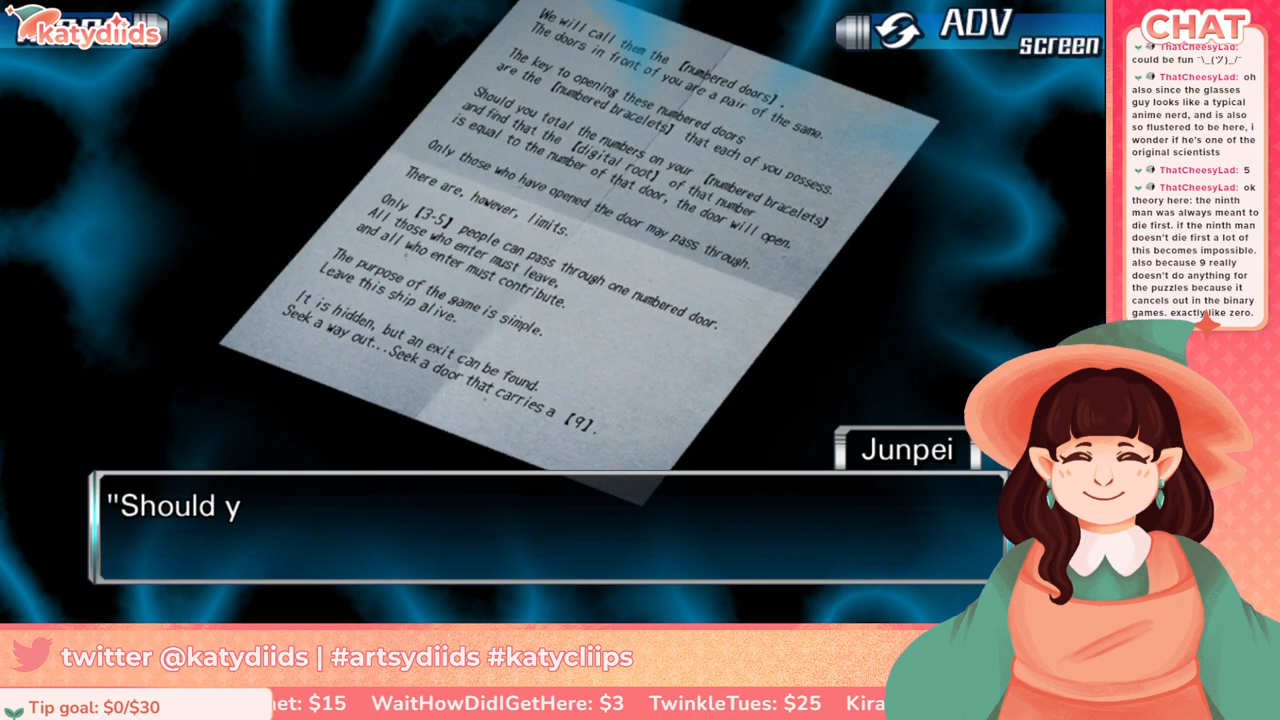 katydiids
ADV
screen
We will call them the [numbered doors].
The doors in front of you are a pair of the same.
The key to opening these numbered doors
are the [numbered bracelets] that each of you possess.
Should you total the numbers on your [numbered bracelets]
and find that the [digital root] of that number
is equal to the number of that door, the door will open.
Only those who have opened the door may pass through.
There are, however, limits.
Only [3-5] people can pass through one numbered door.
All those who enter must leave,
and all who enter must contribute.
The purpose of the game is simple.
Leave this ship alive.
It is hidden, but an exit can be found.
Seek a way out...Seek a door that carries a [9].
Junpei
"Should y
CHAT
ThatCheesyLad:
could be fun ¯\_(ツ)_/¯
ThatCheesyLad: oh
also since the glasses
guy looks like a typical
anime nerd, and is also
so flustered to be here, i
wonder if he's one of the
original scientists
ThatCheesyLad: 5
ThatCheesyLad: ok
theory here: the ninth
man was always meant to
die first. if the ninth man
doesn't die first a lot of
this becomes impossible.
also because 9 really
doesn't do anything for
the puzzles because it
cancels out in the binary
games. exactly like zero.
twitter @katydiids | #artsydiids #katycliips
Tip goal: $0/$30
et: $15 WaitHowDidIGetHere: $3 TwinkleTues: $25 Kira